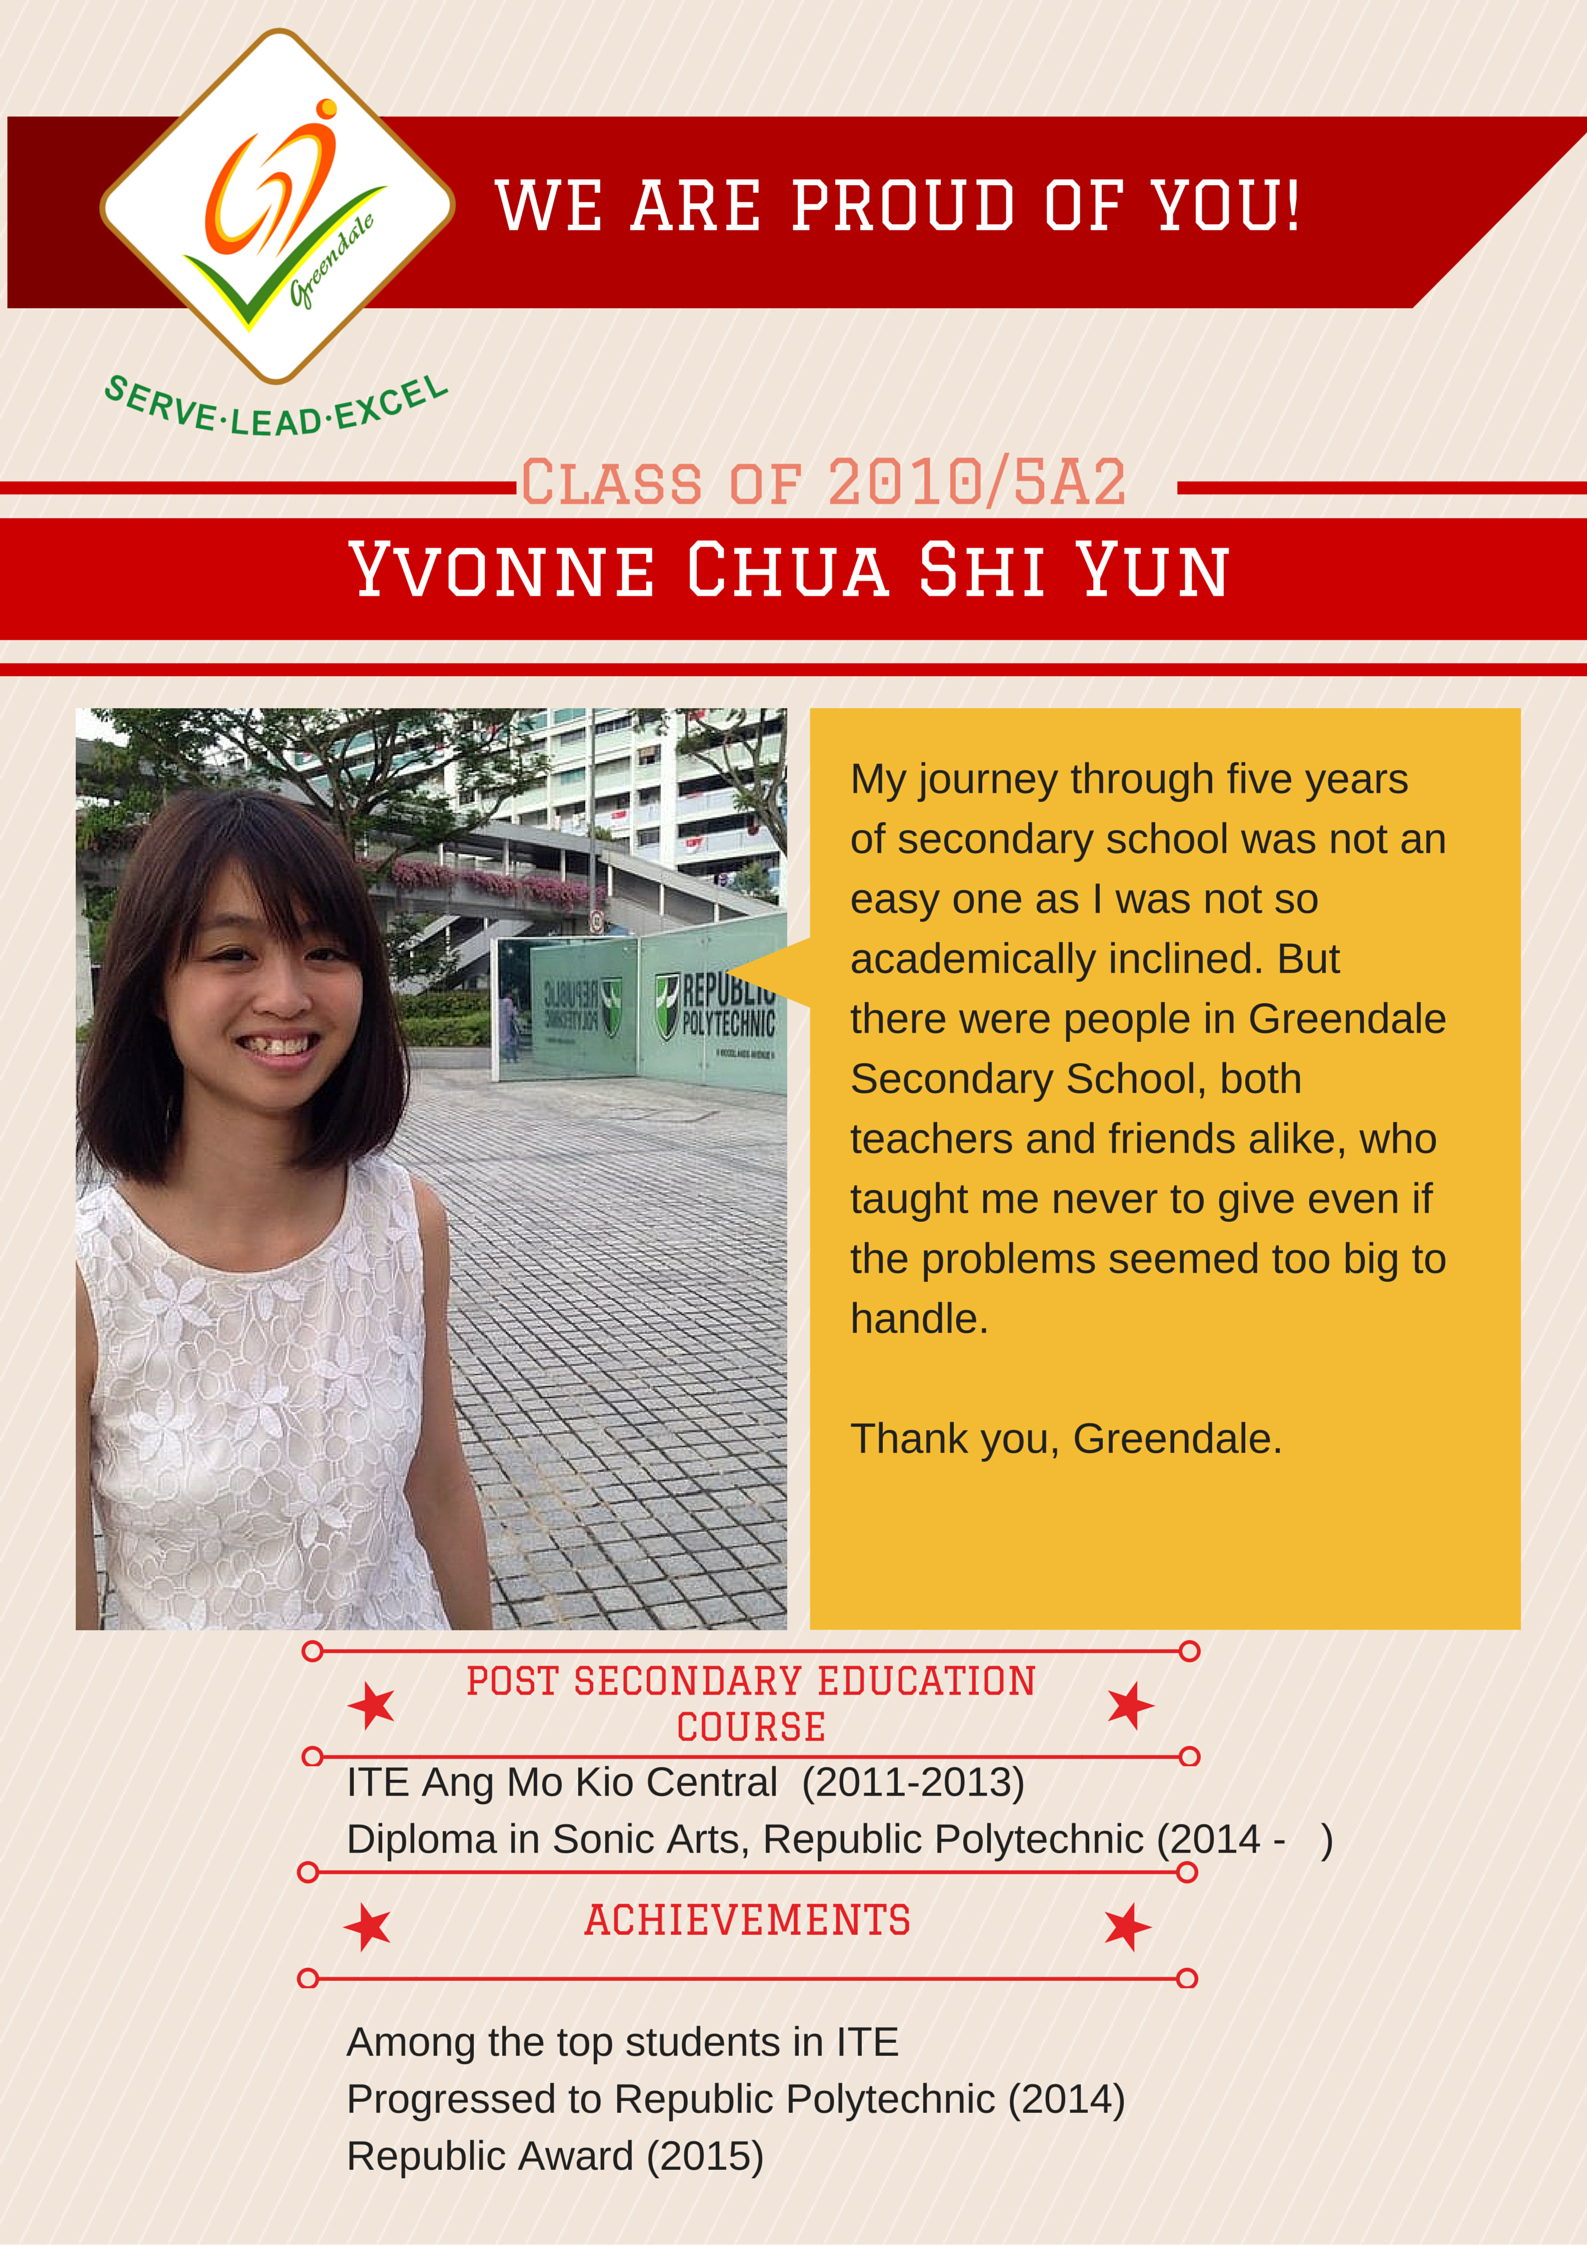 Greendale
SERVE·LEAD·EXCEL
WE ARE PROUD OF YOU!
CLASS OF 2010/5A2
YVONNE CHUA SHI YUN
REPUBLIC
POLYTECHNIC
REPUBLIC
POLYTECHNIC
My journey through five years
of secondary school was not an
easy one as I was not so
academically inclined. But
there were people in Greendale
Secondary School, both
teachers and friends alike, who
taught me never to give even if
the problems seemed too big to
handle.
Thank you, Greendale.
POST SECONDARY EDUCATION
COURSE
ITE Ang Mo Kio Central  (2011-2013)
Diploma in Sonic Arts, Republic Polytechnic (2014 -   )
ACHIEVEMENTS
Among the top students in ITE
Progressed to Republic Polytechnic (2014)
Republic Award (2015)